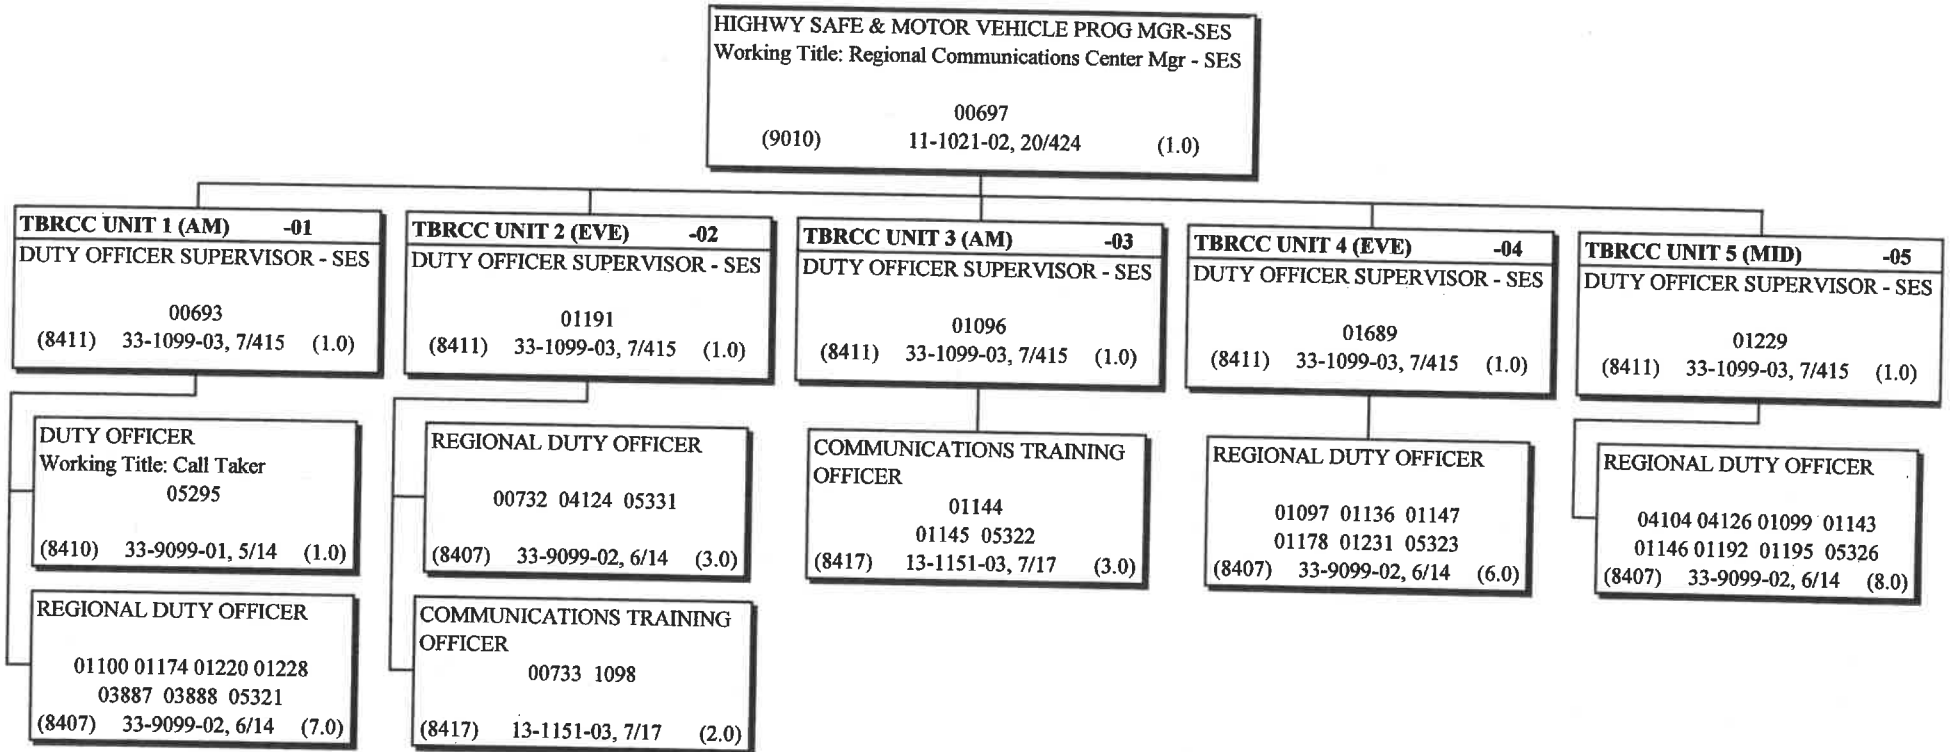 HIGHWY SAFE & MOTOR VEHICLE PROG MGR-SES
Working Title: Regional Communications Center Mgr - SES
00697
(9010) 11-1021-02, 20/424 (1.0)
TBRCC UNIT 1 (AM) -01
DUTY OFFICER SUPERVISOR - SES
00693
(8411) 33-1099-03, 7/415 (1.0)
DUTY OFFICER
Working Title: Call Taker
05295
(8410) 33-9099-01, 5/14 (1.0)
REGIONAL DUTY OFFICER
01100 01174 01220 01228
03887 03888 05321
(8407) 33-9099-02, 6/14 (7.0)
TBRCC UNIT 2 (EVE) -02
DUTY OFFICER SUPERVISOR - SES
01191
(8411) 33-1099-03, 7/415 (1.0)
REGIONAL DUTY OFFICER
00732 04124 05331
(8407) 33-9099-02, 6/14 (3.0)
COMMUNICATIONS TRAINING
OFFICER
00733 1098
(8417) 13-1151-03, 7/17 (2.0)
TBRCC UNIT 3 (AM) -03
DUTY OFFICER SUPERVISOR - SES
01096
(8411) 33-1099-03, 7/415 (1.0)
COMMUNICATIONS TRAINING
OFFICER
01144
01145 05322
(8417) 13-1151-03, 7/17 (3.0)
TBRCC UNIT 4 (EVE) -04
DUTY OFFICER SUPERVISOR - SES
01689
(8411) 33-1099-03, 7/415 (1.0)
REGIONAL DUTY OFFICER
01097 01136 01147
01178 01231 05323
(8407) 33-9099-02, 6/14 (6.0)
TBRCC UNIT 5 (MID) -05
DUTY OFFICER SUPERVISOR - SES
01229
(8411) 33-1099-03, 7/415 (1.0)
REGIONAL DUTY OFFICER
04104 04126 01099 01143
01146 01192 01195 05326
(8407) 33-9099-02, 6/14 (8.0)